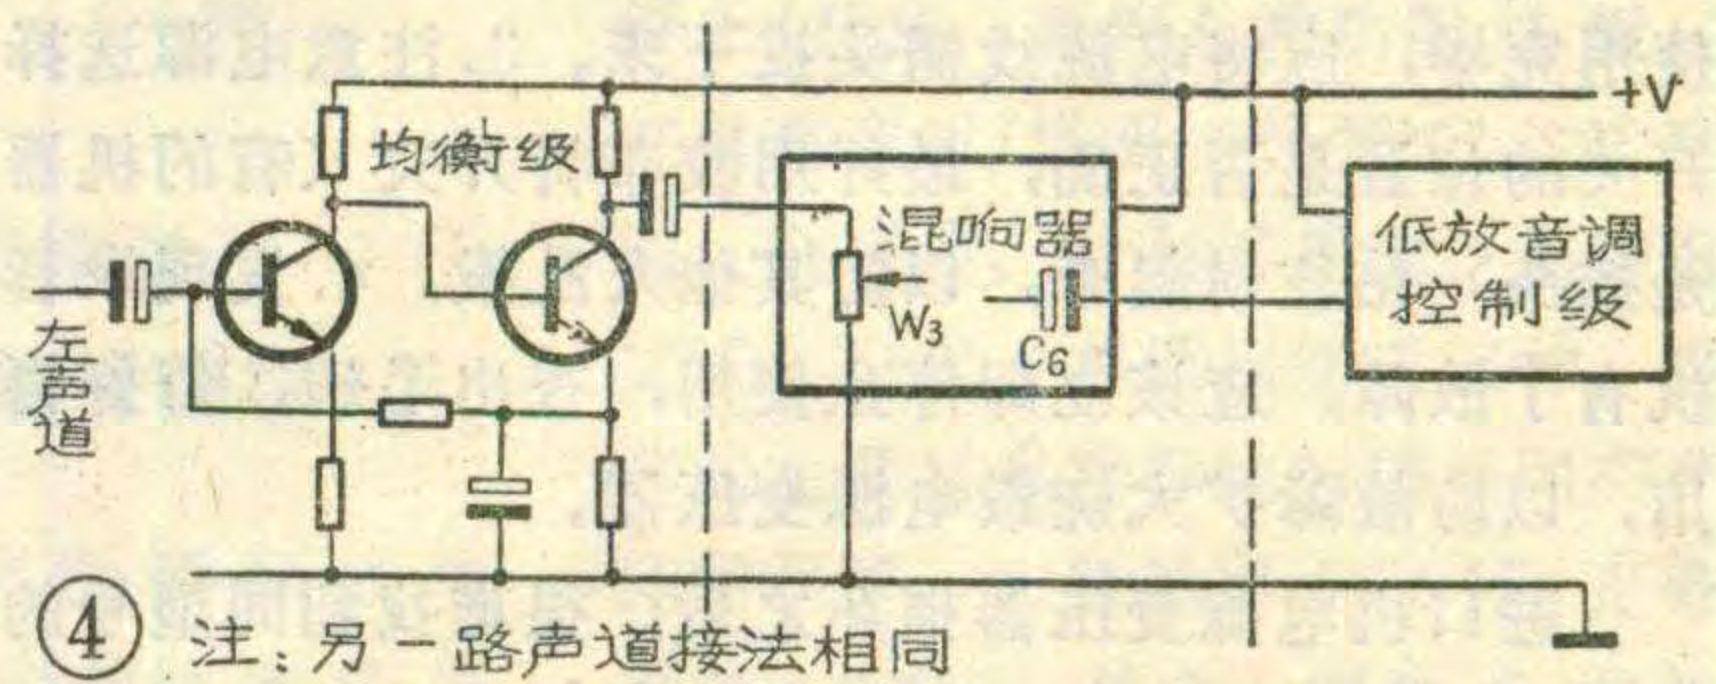 +V
均衡级
混响器
低放音调
控制级
W3
C6
左声道
④ 注：另一路声道接法相同